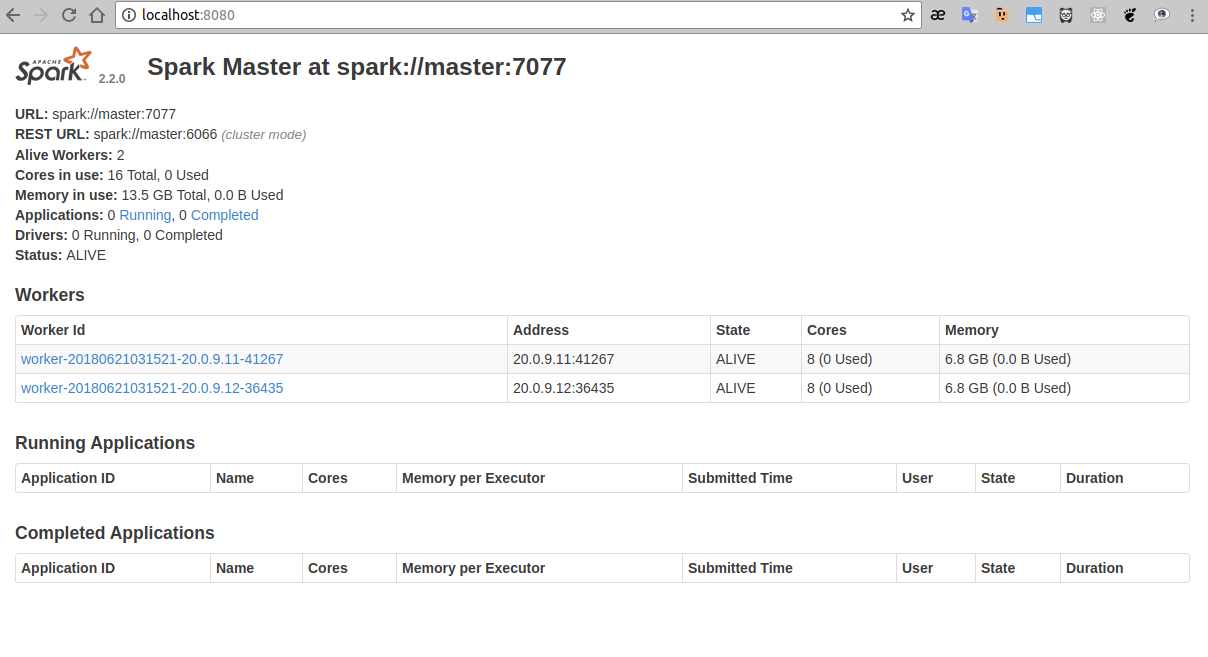 localhost:8080
APACHE Spark 2.2.0 Spark Master at spark://master:7077
URL: spark://master:7077
REST URL: spark://master:6066 (cluster mode)
Alive Workers: 2
Cores in use: 16 Total, 0 Used
Memory in use: 13.5 GB Total, 0.0 B Used
Applications: 0 Running, 0 Completed
Drivers: 0 Running, 0 Completed
Status: ALIVE
Workers
Worker Id Address State Cores Memory
worker-20180621031521-20.0.9.11-41267 20.0.9.11:41267 ALIVE 8 (0 Used) 6.8 GB (0.0 B Used)
worker-20180621031521-20.0.9.12-36435 20.0.9.12:36435 ALIVE 8 (0 Used) 6.8 GB (0.0 B Used)
Running Applications
Application ID Name Cores Memory per Executor Submitted Time User State Duration
Completed Applications
Application ID Name Cores Memory per Executor Submitted Time User State Duration